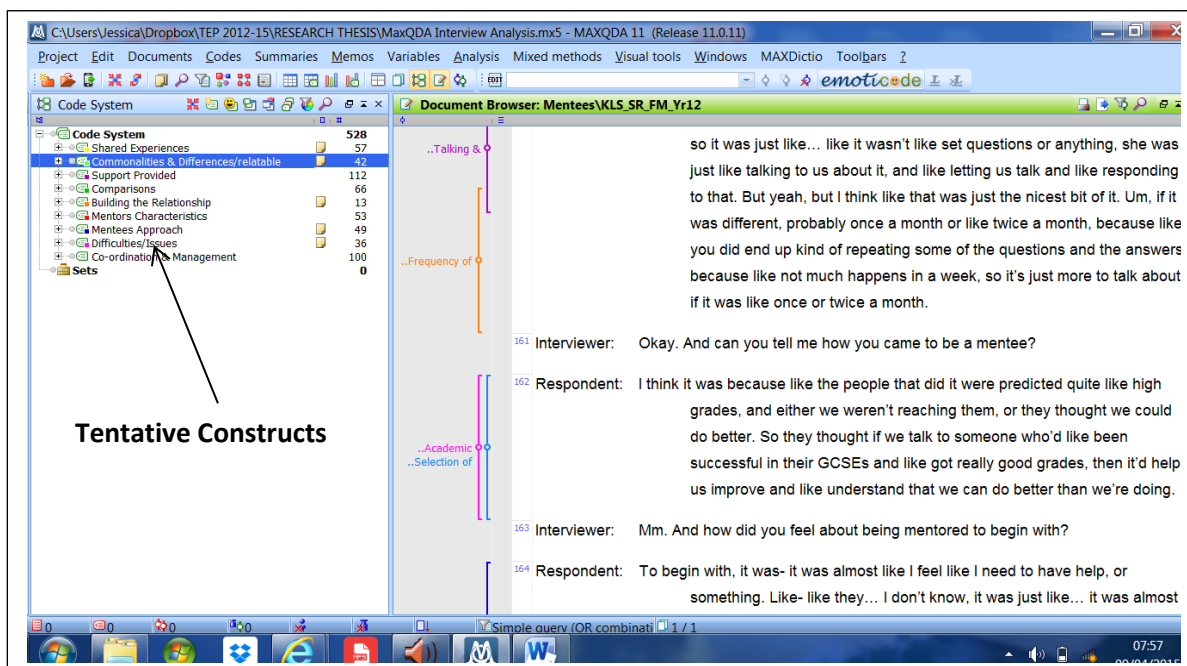 C:\Users\Jessica\Dropbox\TEP 2012-15\RESEARCH THESIS\MaxQDA Interview Analysis.mx5 - MAXQDA 11 (Release 11.0.11)
Project Edit Documents Codes Summaries Memos Variables Analysis Mixed methods Visual tools Windows MAXDictio Toolbars ?
EDIT emoticode
Code System
Code System 528
Shared Experiences 57
Commonalities & Differences/relatable 42
Support Provided 112
Comparisons 66
Building the Relationship 13
Mentors Characteristics 53
Mentees Approach 49
Difficulties/Issues 36
Co-ordination & Management 100
Sets 0
Tentative Constructs
Document Browser: Mentees\KLS_SR_FM_Yr12
..Talking &
..Frequency of
..Academic
..Selection of
so it was just like… like it wasn't like set questions or anything, she was
just like talking to us about it, and like letting us talk and like responding
to that. But yeah, but I think like that was just the nicest bit of it. Um, if it
was different, probably once a month or like twice a month, because like
you did end up kind of repeating some of the questions and the answers
because like not much happens in a week, so it's just more to talk about
if it was like once or twice a month.
161 Interviewer: Okay. And can you tell me how you came to be a mentee?
162 Respondent: I think it was because like the people that did it were predicted quite like high
grades, and either we weren't reaching them, or they thought we could
do better. So they thought if we talk to someone who'd like been
successful in their GCSEs and like got really good grades, then it'd help
us improve and like understand that we can do better than we're doing.
163 Interviewer: Mm. And how did you feel about being mentored to begin with?
164 Respondent: To begin with, it was- it was almost like I feel like I need to have help, or
something. Like- like they… I don't know, it was just like… it was almost
0 0 0 0 Simple query (OR combinati 1 / 1
07:57